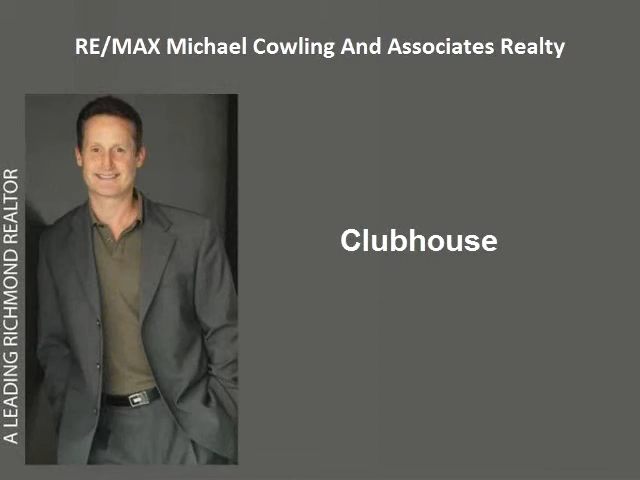 RE/MAX Michael Cowling And Associates Realty
A LEADING RICHMOND REALTOR
Clubhouse